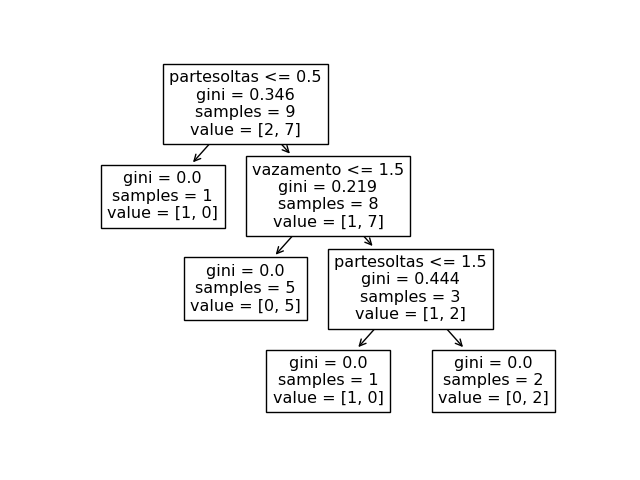 partesoltas <= 0.5
gini = 0.346
samples = 9
value = [2, 7]
gini = 0.0
samples = 1
value = [1, 0]
vazamento <= 1.5
gini = 0.219
samples = 8
value = [1, 7]
gini = 0.0
samples = 5
value = [0, 5]
partesoltas <= 1.5
gini = 0.444
samples = 3
value = [1, 2]
gini = 0.0
samples = 1
value = [1, 0]
gini = 0.0
samples = 2
value = [0, 2]